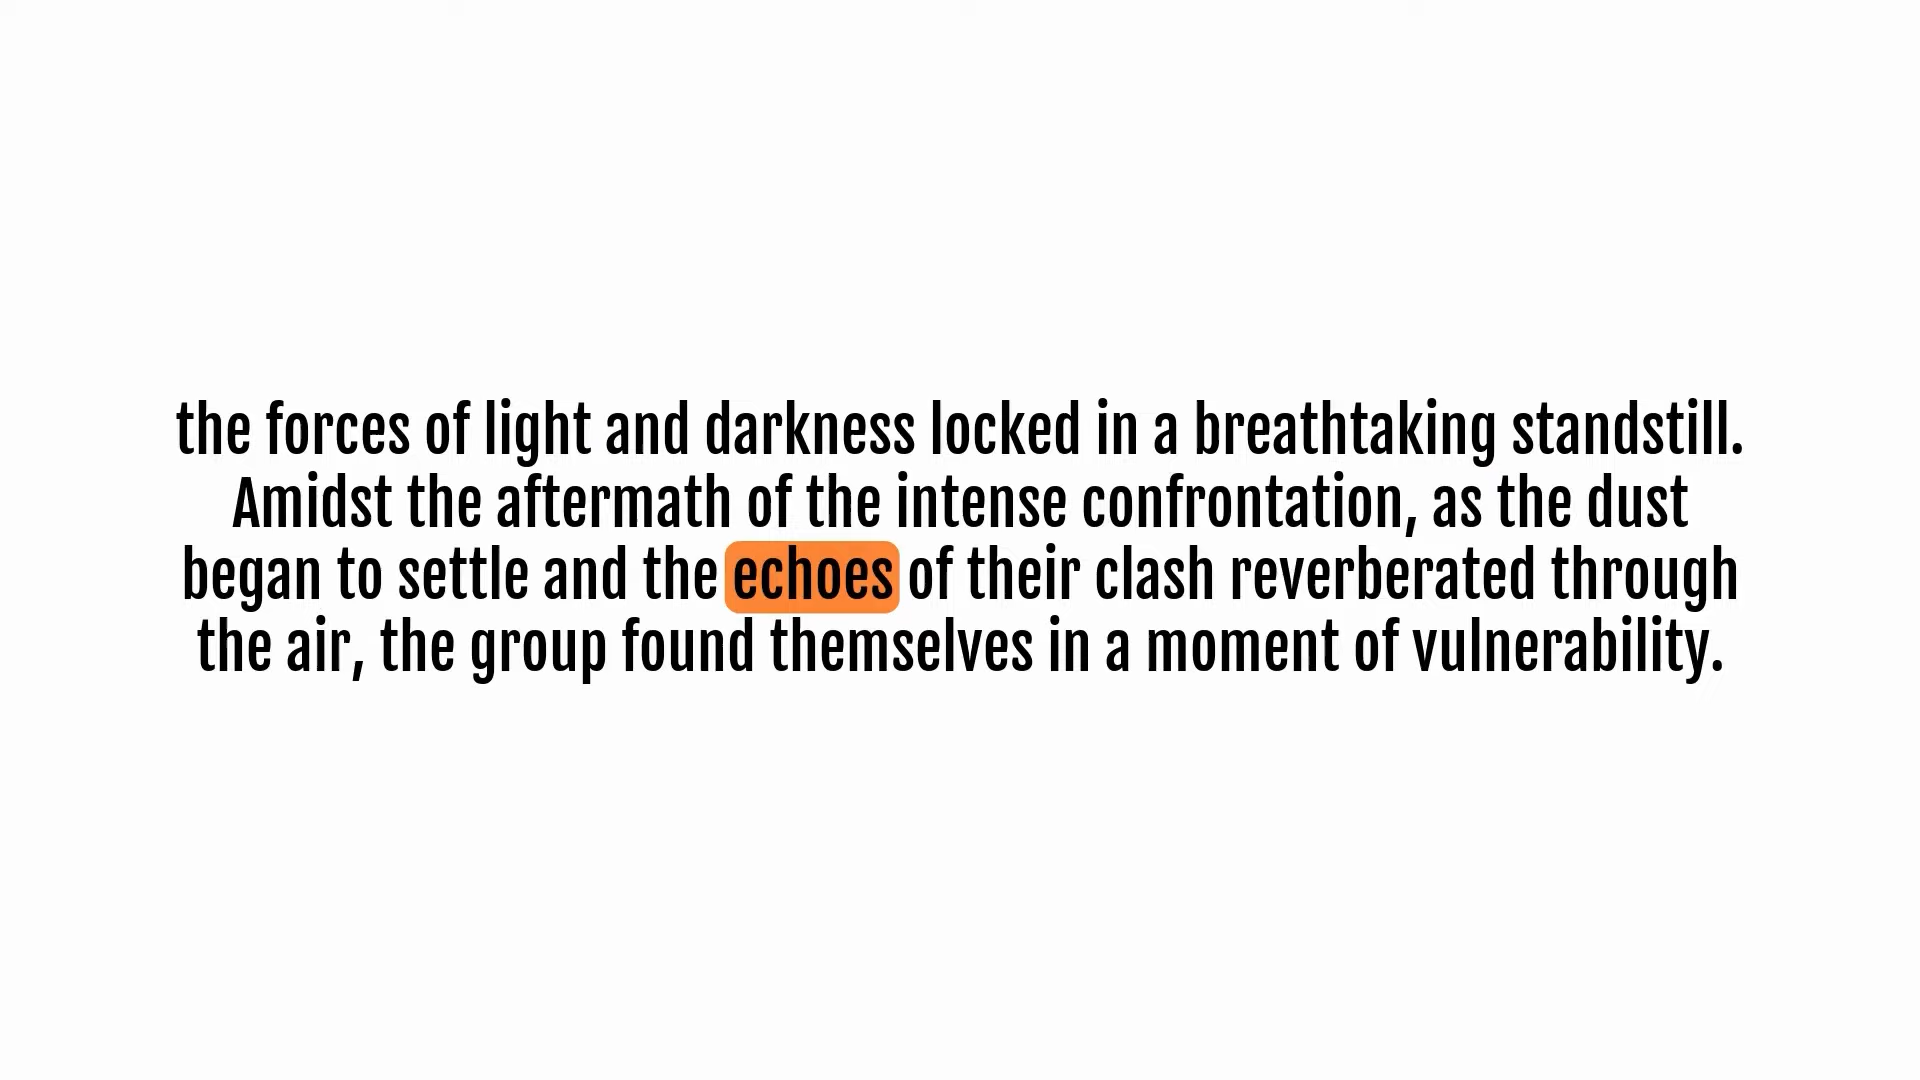 the forces of light and darkness locked in a breathtaking standstill.
Amidst the aftermath of the intense confrontation, as the dust
began to settle and the echoes of their clash reverberated through
the air, the group found themselves in a moment of vulnerability.